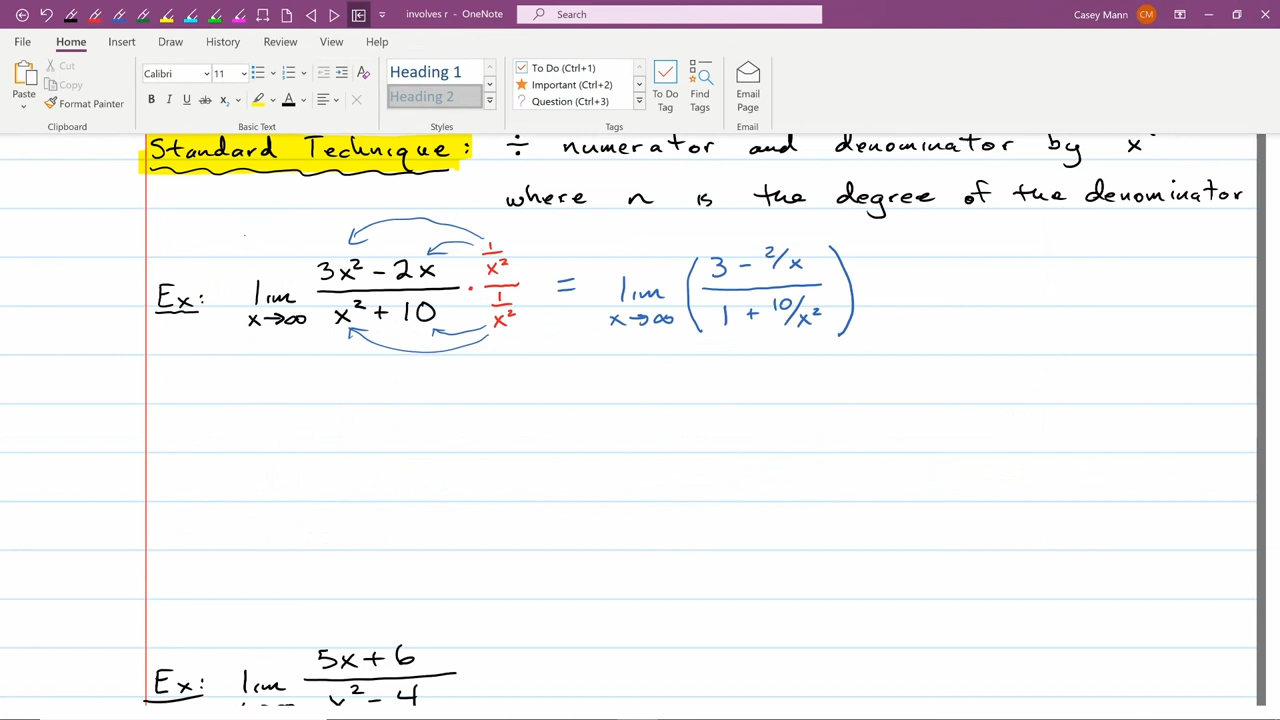 involves r - OneNote
Search
Casey Mann CM
File Home Insert Draw History Review View Help
Paste
Cut
Copy
Format Painter
Clipboard
Calibri 11
B I U ab x₂ A
Basic Text
Heading 1
Heading 2
Styles
To Do (Ctrl+1)
Important (Ctrl+2)
Question (Ctrl+3)
To Do Tag
Find Tags
Tags
Email Page
Email
Standard Technique: ÷ numerator and denominator by x
where n is the degree of the denominator
Ex: lim x→∞ (3x² - 2x)/(x² + 10) · (1/x²)/(1/x²) = lim x→∞ ((3 - 2/x)/(1 + 10/x²))
Ex: lim (5x + 6)/(x² - 4)